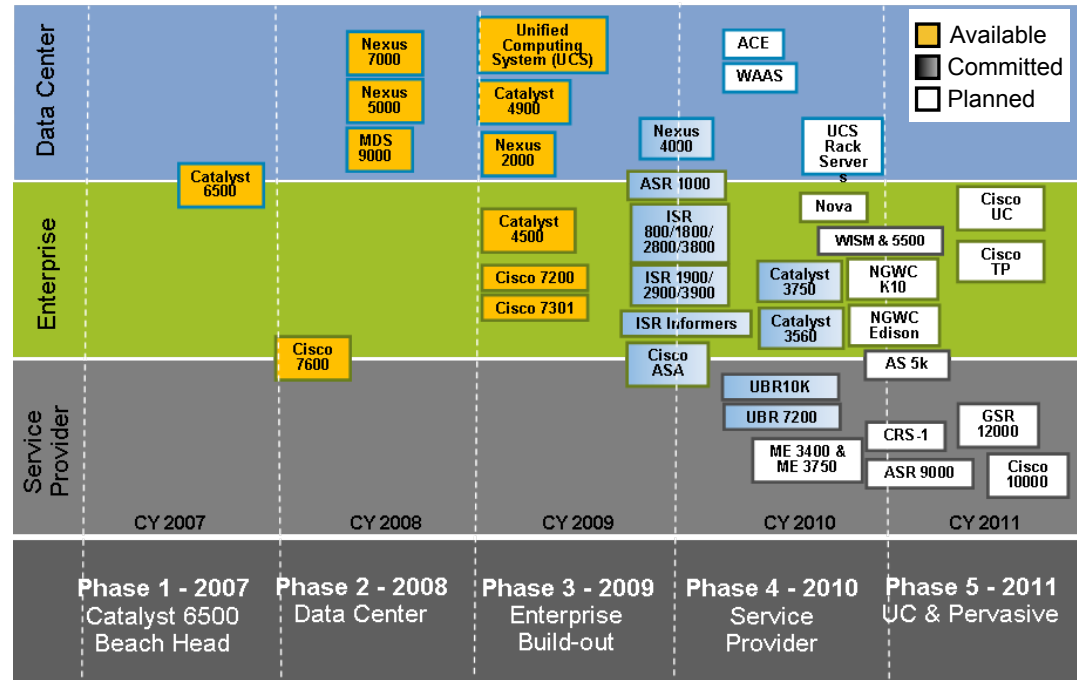 Data Center
Nexus
7000
Nexus
5000
MDS
9000
Unified
Computing
System (UCS)
Catalyst
4900
Nexus
2000
Nexus
4000
ACE
WAAS
UCS
Rack
Server
s
Available
Committed
Planned
Catalyst
6500
Enterprise
ASR 1000
Catalyst
4500
Cisco 7200
Cisco 7301
ISR
800/1800/
2800/3800
ISR 1900/
2900/3900
ISR Informers
Nova
WISM & 5500
Catalyst
3750
NGWC
K10
Catalyst
3560
NGWC
Edison
Cisco
UC
Cisco
TP
Cisco
7600
Cisco
ASA
AS 5k
Service
Provider
UBR10K
UBR 7200
ME 3400 &
ME 3750
CRS-1
ASR 9000
GSR
12000
Cisco
10000
CY 2007
CY 2008
CY 2009
CY 2010
CY 2011
Phase 1 - 2007
Catalyst 6500
Beach Head
Phase 2 - 2008
Data Center
Phase 3 - 2009
Enterprise
Build-out
Phase 4 - 2010
Service
Provider
Phase 5 - 2011
UC & Pervasive